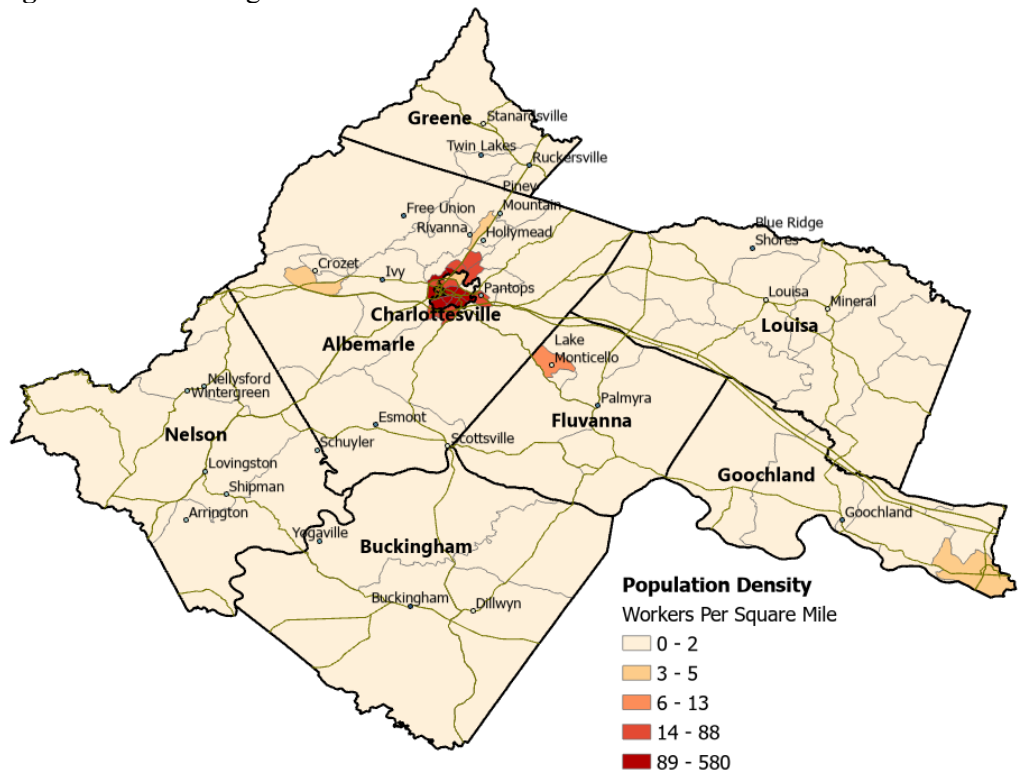 Greene
Stanardsville
Twin Lakes
Ruckersville
Piney
Mountain
Free Union
Rivanna
Hollymead
Blue Ridge
Shores
Crozet
Ivy
Pantops
Louisa
Mineral
Charlottesville
Louisa
Albemarle
Lake
Monticello
Nellysford
Wintergreen
Palmyra
Esmont
Fluvanna
Nelson
Schuyler
Scottsville
Lovingston
Goochland
Shipman
Arrington
Goochland
Yogaville
Buckingham
Buckingham
Dillwyn
Population Density
Workers Per Square Mile
0 - 2
3 - 5
6 - 13
14 - 88
89 - 580